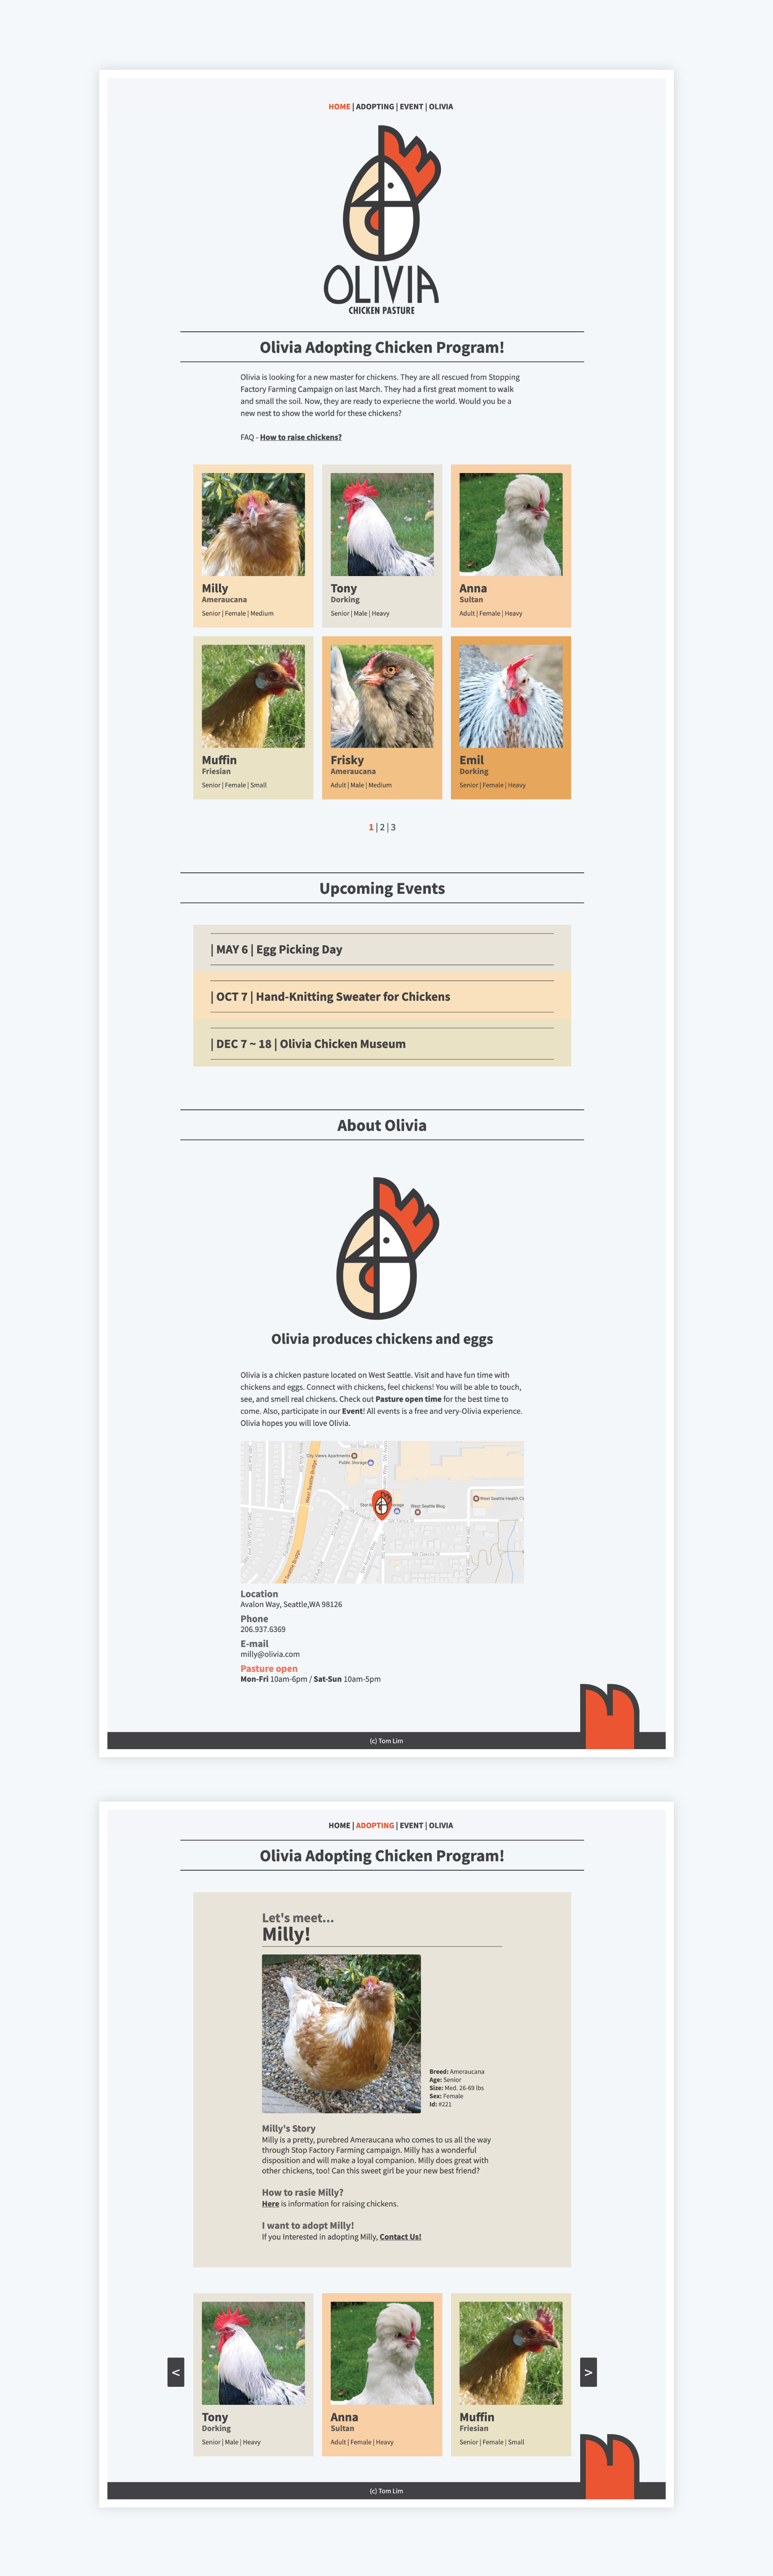 HOME | ADOPTING | EVENT | OLIVIA
OLIVIA
CHICKEN PASTURE
Olivia Adopting Chicken Program!
Olivia is looking for a new master for chickens. They are all rescued from Stopping
Factory Farming Campaign on last March. They had a first great moment to walk
and small the soil. Now, they are ready to experiecne the world. Would you be a
new nest to show the world for these chickens?
FAQ - How to raise chickens?
Milly
Ameraucana
Senior | Female | Medium
Tony
Dorking
Senior | Male | Heavy
Anna
Sultan
Adult | Female | Heavy
Muffin
Friesian
Senior | Female | Small
Frisky
Ameraucana
Adult | Male | Medium
Emil
Dorking
Senior | Female | Heavy
1 | 2 | 3
Upcoming Events
| MAY 6 | Egg Picking Day
| OCT 7 | Hand-Knitting Sweater for Chickens
| DEC 7 ~ 18 | Olivia Chicken Museum
About Olivia
Olivia produces chickens and eggs
Olivia is a chicken pasture located on West Seattle. Visit and have fun time with
chickens and eggs. Connect with chickens, feel chickens! You will be able to touch,
see, and smell real chickens. Check out Pasture open time for the best time to
come. Also, participate in our Event! All events is a free and very-Olivia experience.
Olivia hopes you will love Olivia.
City Views Apartments
Public Storage
West Seattle Bridge
West Seattle Blog
West Seattle Health Cl
Location
Avalon Way, Seattle,WA 98126
Phone
206.937.6369
E-mail
milly@olivia.com
Pasture open
Mon-Fri 10am-6pm / Sat-Sun 10am-5pm
(c) Tom Lim
HOME | ADOPTING | EVENT | OLIVIA
Olivia Adopting Chicken Program!
Let's meet...
Milly!
Breed: Ameraucana
Age: Senior
Size: Med. 26-69 lbs
Sex: Female
Id: #221
Milly's Story
Milly is a pretty, purebred Ameraucana who comes to us all the way
through Stop Factory Farming campaign. Milly has a wonderful
disposition and will make a loyal companion. Milly does great with
other chickens, too! Can this sweet girl be your new best friend?
How to rasie Milly?
Here is information for raising chickens.
I want to adopt Milly!
If you Interested in adopting Milly, Contact Us!
<
>
Tony
Dorking
Senior | Male | Heavy
Anna
Sultan
Adult | Female | Heavy
Muffin
Friesian
Senior | Female | Small
(c) Tom Lim